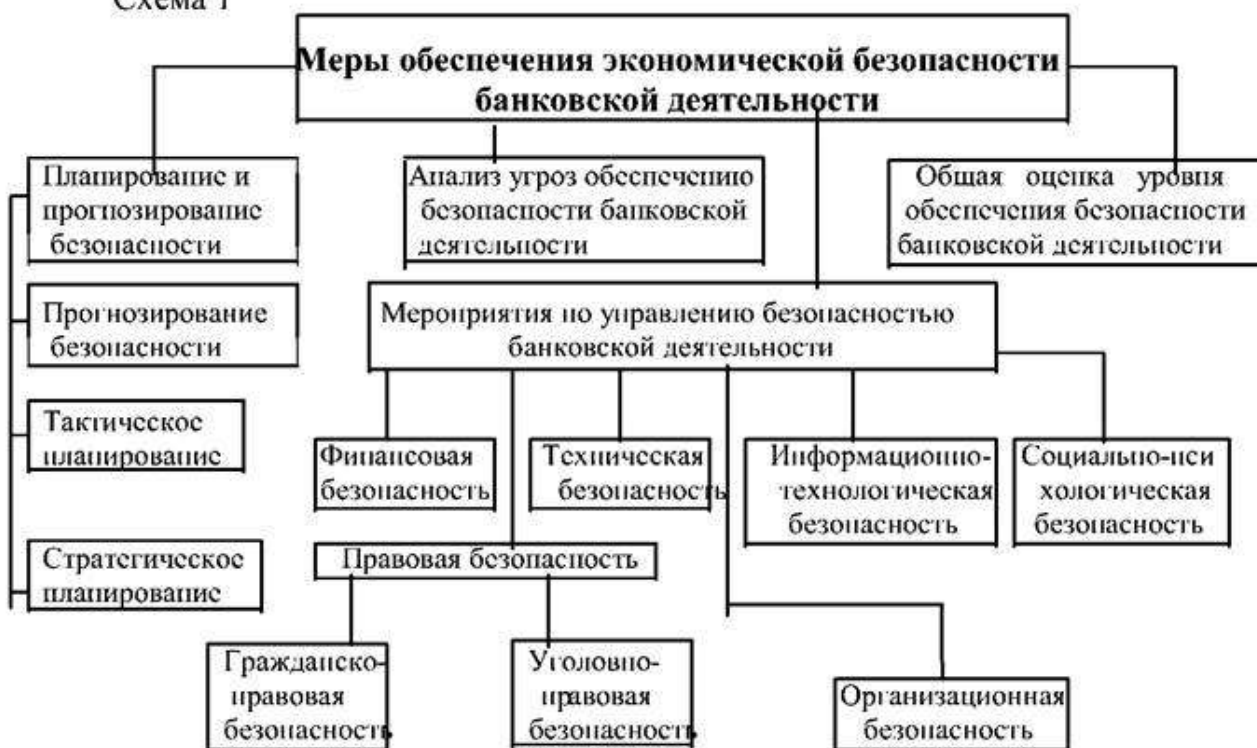 Схема 1
Меры обеспечения экономической безопасности
банковской деятельности
Планирование и
прогнозирование
безопасности
Анализ угроз обеспечению
безопасности банковской
деятельности
Общая оценка уровня
обеспечения безопасности
банковской деятельности
Прогнозирование
безопасности
Мероприятия по управлению безопасностью
банковской деятельности
Тактическое
планирование
Финансовая
безопасность
Техническая
безопасность
Информационно-
технологическая
безопасность
Социально-пси
хологическая
безопасность
Стратегическое
планирование
Правовая безопасность
Гражданско-
правовая
безопасность
Уголовно-
правовая
безопасность
Организационная
безопасность